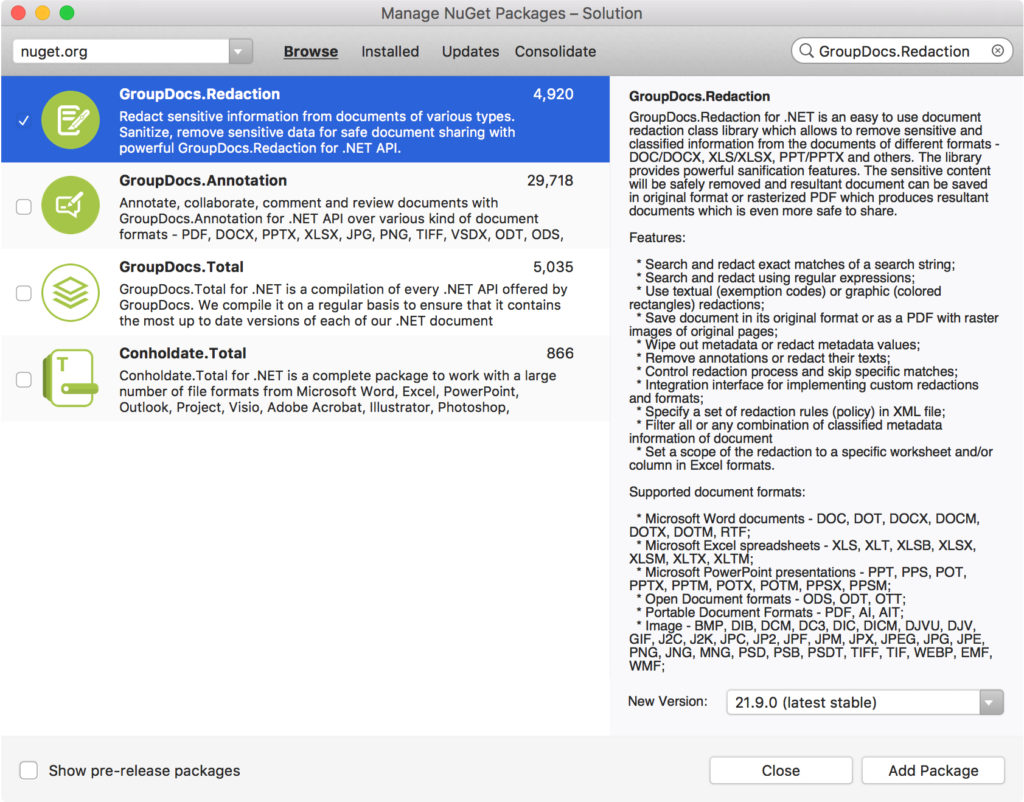 Manage NuGet Packages – Solution
nuget.org
Browse Installed Updates Consolidate
GroupDocs.Redaction
GroupDocs.Redaction 4,920
Redact sensitive information from documents of various types.
Sanitize, remove sensitive data for safe document sharing with
powerful GroupDocs.Redaction for .NET API.
GroupDocs.Annotation 29,718
Annotate, collaborate, comment and review documents with
GroupDocs.Annotation for .NET API over various kind of document
formats - PDF, DOCX, PPTX, XLSX, JPG, PNG, TIFF, VSDX, ODT, ODS,
GroupDocs.Total 5,035
GroupDocs.Total for .NET is a compilation of every .NET API offered by
GroupDocs. We compile it on a regular basis to ensure that it contains
the most up to date versions of each of our .NET document
T
Conholdate.Total 866
Conholdate.Total for .NET is a complete package to work with a large
number of file formats from Microsoft Word, Excel, PowerPoint,
Outlook, Project, Visio, Adobe Acrobat, Illustrator, Photoshop,
GroupDocs.Redaction
GroupDocs.Redaction for .NET is an easy to use document
redaction class library which allows to remove sensitive and
classified information from the documents of different formats -
DOC/DOCX, XLS/XLSX, PPT/PPTX and others. The library
provides powerful sanification features. The sensitive content
will be safely removed and resultant document can be saved
in original format or rasterized PDF which produces resultant
documents which is even more safe to share.
Features:
* Search and redact exact matches of a search string;
* Search and redact using regular expressions;
* Use textual (exemption codes) or graphic (colored
rectangles) redactions;
* Save document in its original format or as a PDF with raster
images of original pages;
* Wipe out metadata or redact metadata values;
* Remove annotations or redact their texts;
* Control redaction process and skip specific matches;
* Integration interface for implementing custom redactions
and formats;
* Specify a set of redaction rules (policy) in XML file;
* Filter all or any combination of classified metadata
information of document
* Set a scope of the redaction to a specific worksheet and/or
column in Excel formats.
Supported document formats:
* Microsoft Word documents - DOC, DOT, DOCX, DOCM,
DOTX, DOTM, RTF;
* Microsoft Excel spreadsheets - XLS, XLT, XLSB, XLSX,
XLSM, XLTX, XLTM;
* Microsoft PowerPoint presentations - PPT, PPS, POT,
PPTX, PPTM, POTX, POTM, PPSX, PPSM;
* Open Document formats - ODS, ODT, OTT;
* Portable Document Formats - PDF, AI, AIT;
* Image - BMP, DIB, DCM, DC3, DIC, DICM, DJVU, DJV,
GIF, J2C, J2K, JPC, JP2, JPF, JPM, JPX, JPEG, JPG, JPE,
PNG, JNG, MNG, PSD, PSB, PSDT, TIFF, TIF, WEBP, EMF,
WMF;
New Version: 21.9.0 (latest stable)
Show pre-release packages
Close Add Package